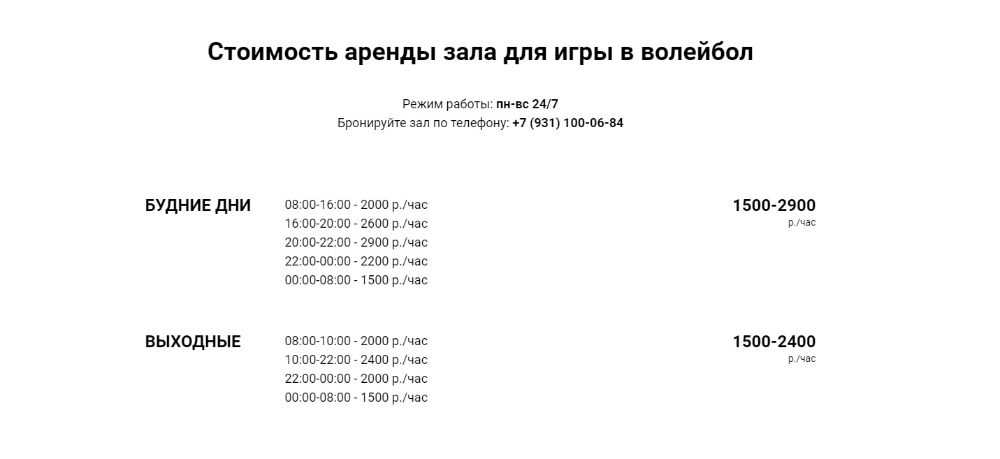 Стоимость аренды зала для игры в волейбол
Режим работы: пн-вс 24/7
Бронируйте зал по телефону: +7 (931) 100-06-84
БУДНИЕ ДНИ
08:00-16:00 - 2000 р./час
16:00-20:00 - 2600 р./час
20:00-22:00 - 2900 р./час
22:00-00:00 - 2200 р./час
00:00-08:00 - 1500 р./час
1500-2900
р./час
ВЫХОДНЫЕ
08:00-10:00 - 2000 р./час
10:00-22:00 - 2400 р./час
22:00-00:00 - 2000 р./час
00:00-08:00 - 1500 р./час
1500-2400
р./час